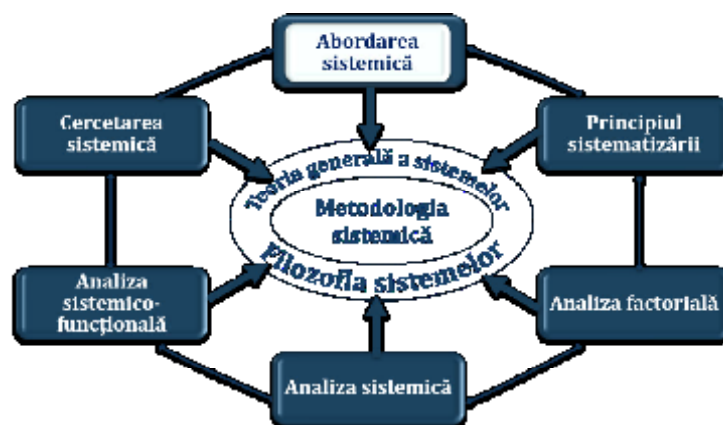 Abordarea
sistemică
Cercetarea
sistemică
Principiul
sistematizării
Teoria generală a sistemelor
Metodologia
sistemică
Filozofia sistemelor
Analiza
sistemico-
funcțională
Analiza factorială
Analiza sistemică